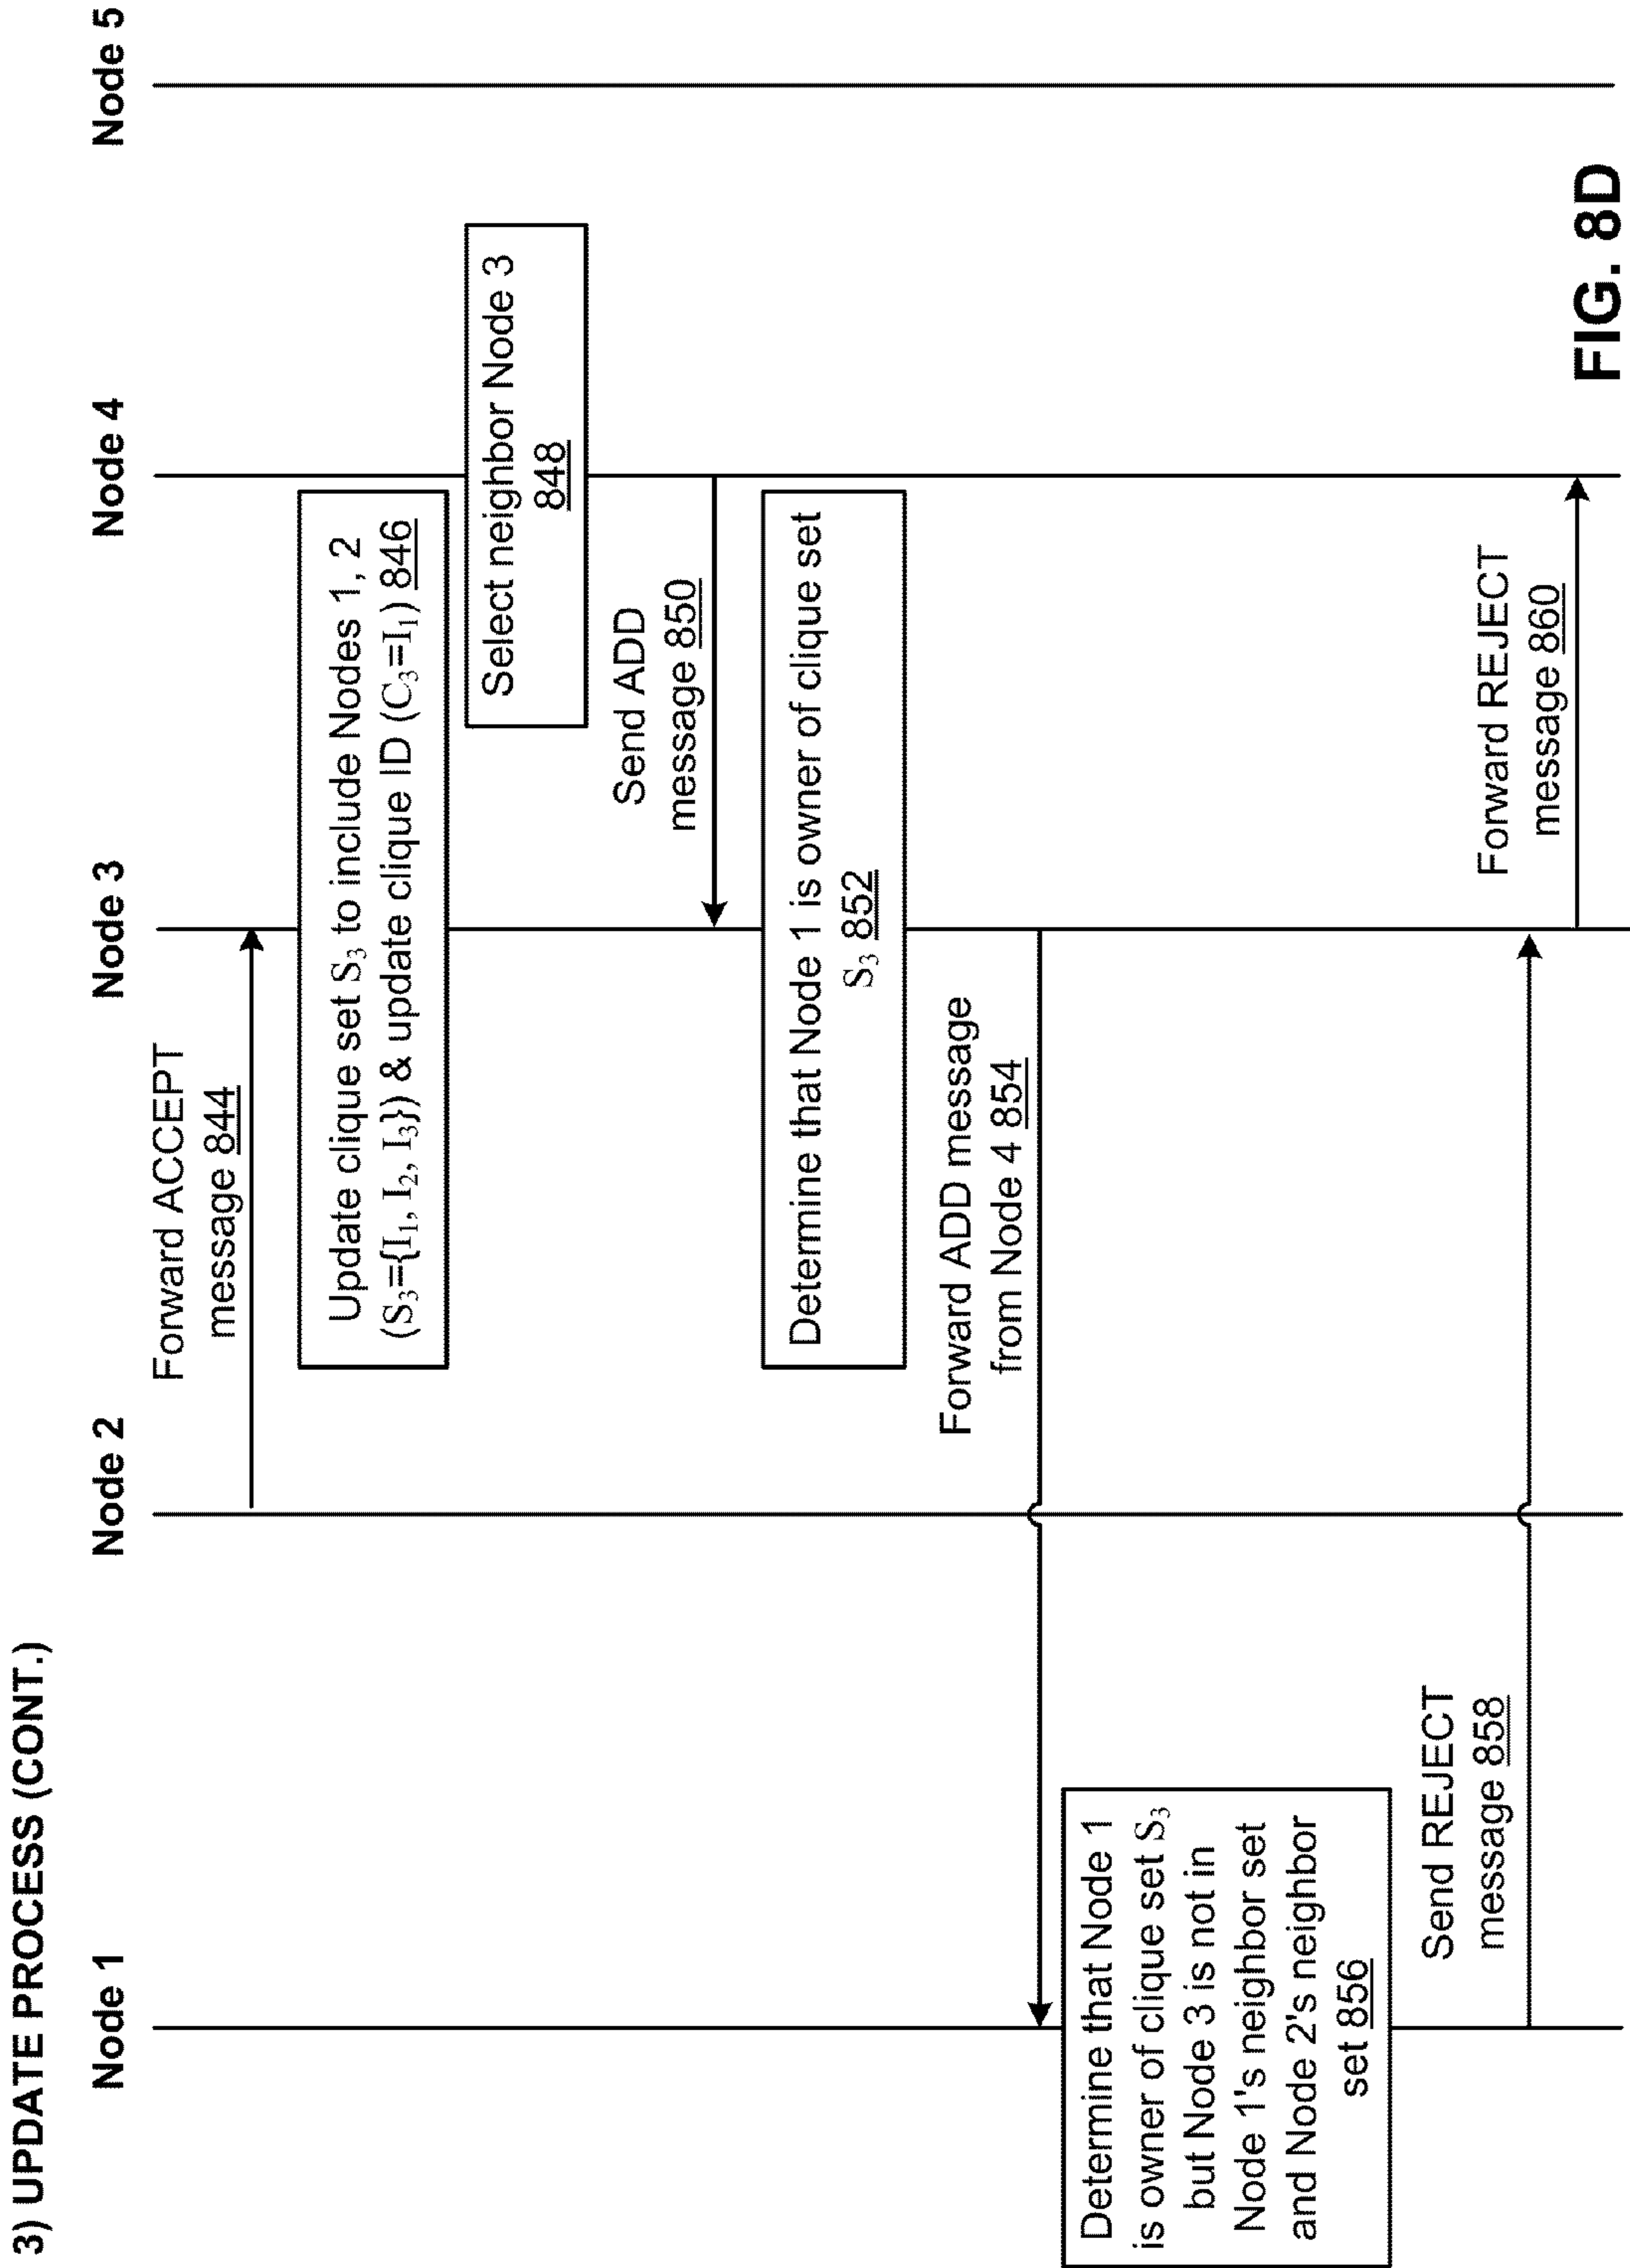 3) UPDATE PROCESS (CONT.)
Node 1
Node 2
Node 3
Node 4
Node 5
Forward ACCEPT
message 844
Update clique set S₃ to include Nodes 1, 2
(S₃={I₁, I₂, I₃}) & update clique ID (C₃=I₁) 846
Select neighbor Node 3
848
Send ADD
message 850
Determine that Node 1 is owner of clique set
S₃ 852
Forward ADD message
from Node 4 854
Determine that Node 1
is owner of clique set S₃
but Node 3 is not in
Node 1's neighbor set
and Node 2's neighbor
set 856
Send REJECT
message 858
Forward REJECT
message 860
FIG. 8D